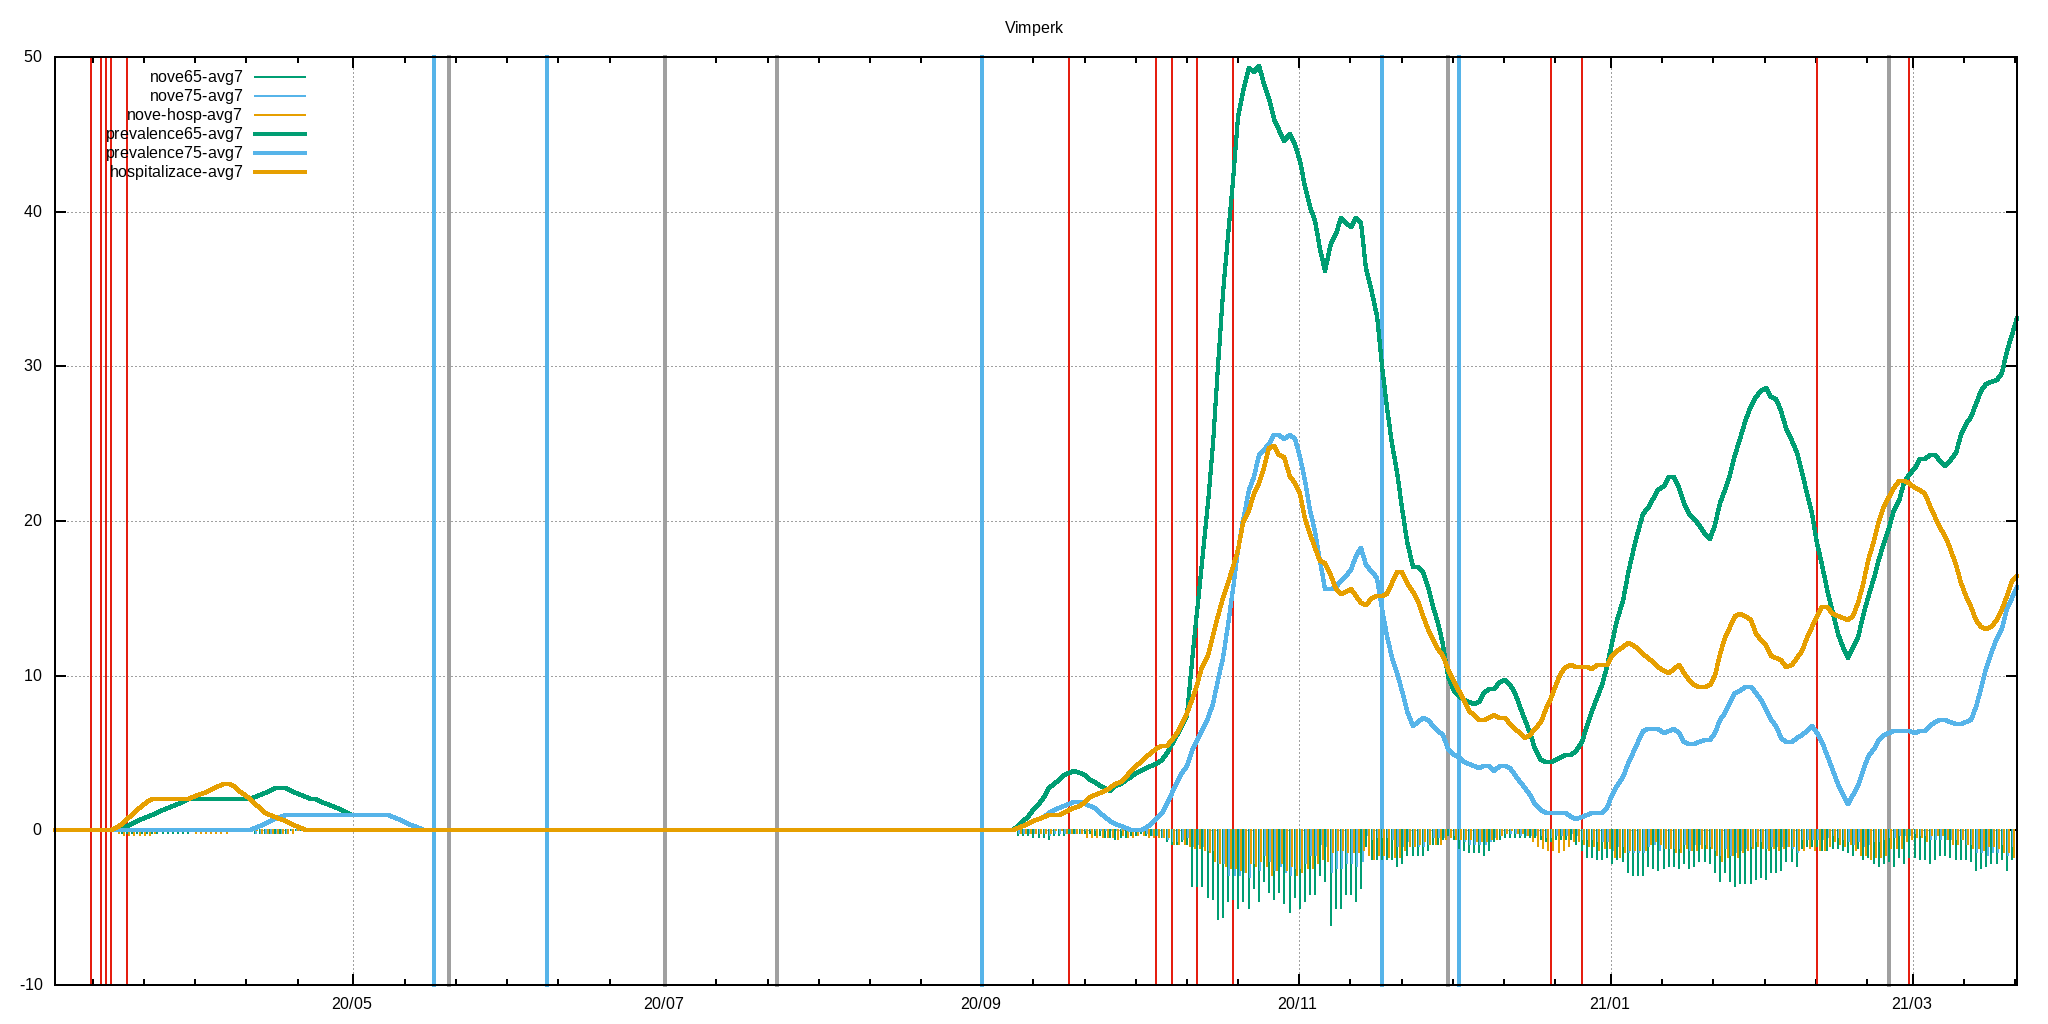 Vimperk
50
nove65-avg7
nove75-avg7
nove-hosp-avg7
prevalence65-avg7
prevalence75-avg7
hospitalizace-avg7
40
30
20
10
0
-10
20/05 20/07 20/09 20/11 21/01 21/03